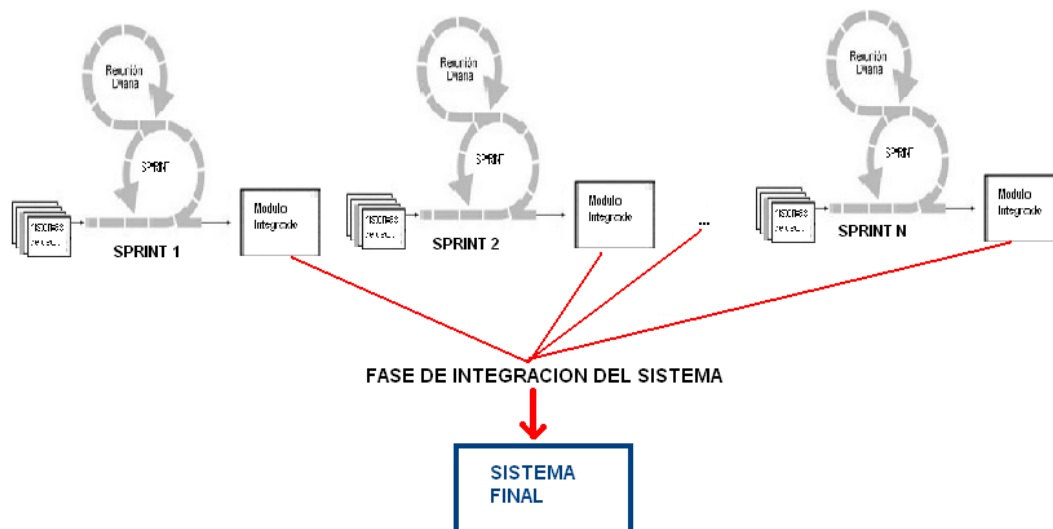 Reunión
Diaria
SPRINT
SPRINT 1
Modulo
Integrado
Reunión
Diaria
SPRINT
SPRINT 2
Modulo
Integrado
...
Reunión
Diaria
SPRINT
SPRINT N
Modulo
Integrado
FASE DE INTEGRACION DEL SISTEMA
SISTEMA
FINAL